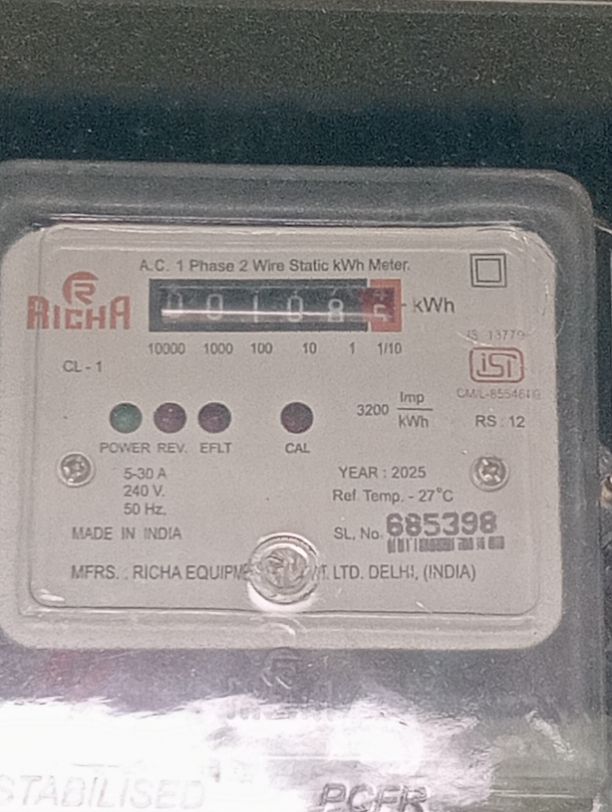 A.C. 1 Phase 2 Wire Static kWh Meter.
RICHA
00108 kWh
10000 1000 100 10 1 1/10
IS 13779
CL - 1
ISI
3200 Imp/kWh
RS : 12
POWER REV. EFLT CAL
5-30 A
240 V.
50 Hz.
YEAR : 2025
Ref. Temp. - 27°C
MADE IN INDIA
SL. No. 685398
MFRS. : RICHA LTD. DELHI, (INDIA)
STABILISED